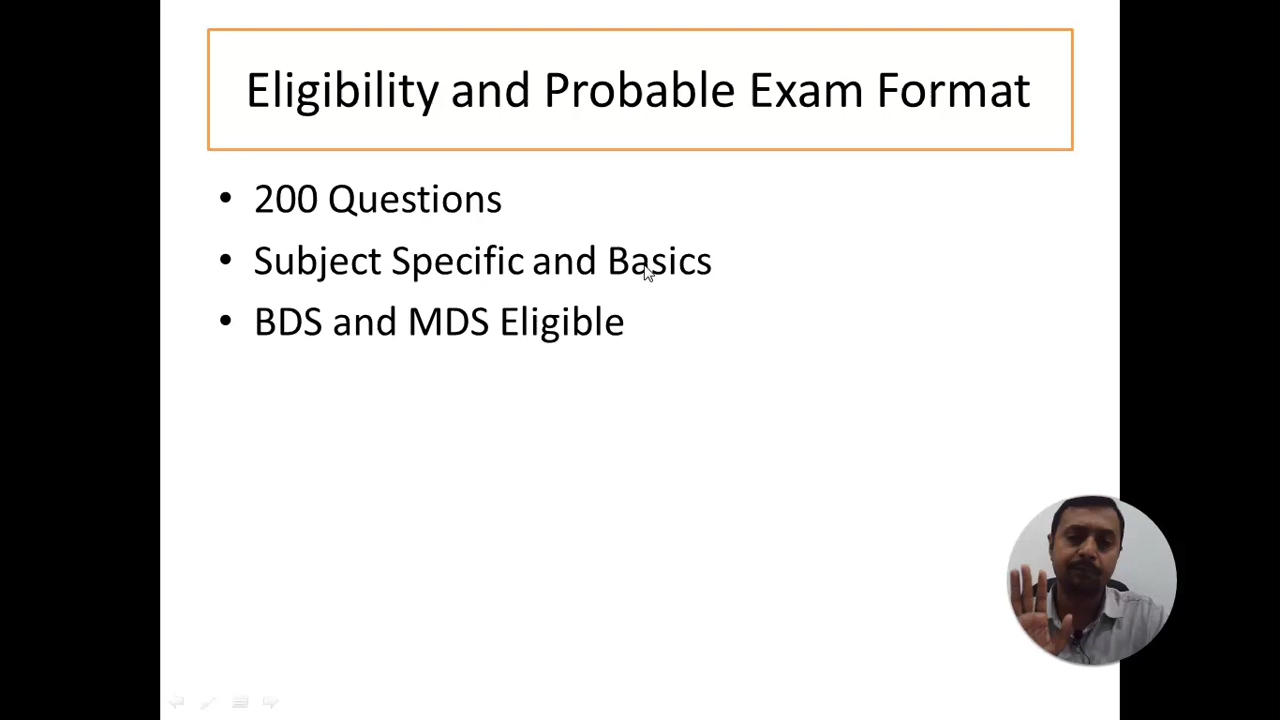 Eligibility and Probable Exam Format
• 200 Questions
• Subject Specific and Basics
• BDS and MDS Eligible